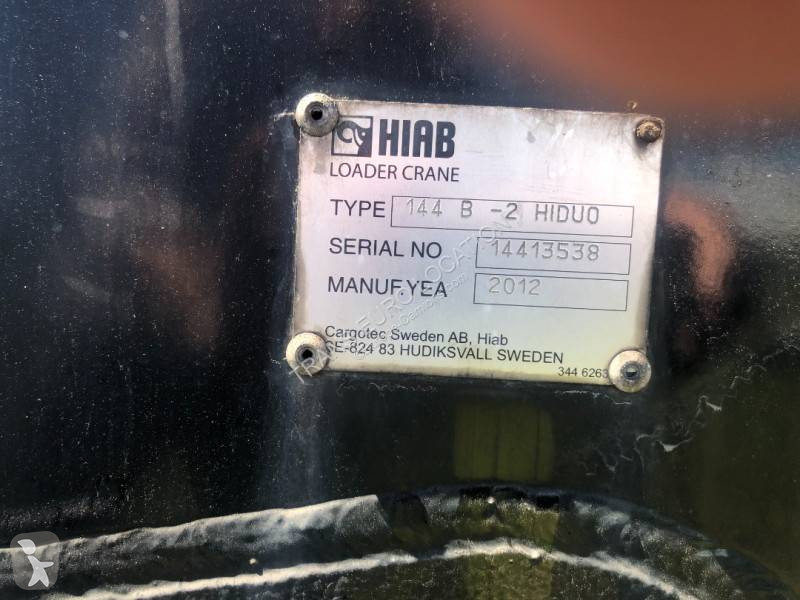 HIAB
LOADER CRANE
TYPE 144 B -2 HIDUO
SERIAL NO 14413538
MANUF.YEA 2012
Cargotec Sweden AB, Hiab
SE-824 83 HUDIKSVALL SWEDEN
344 6263